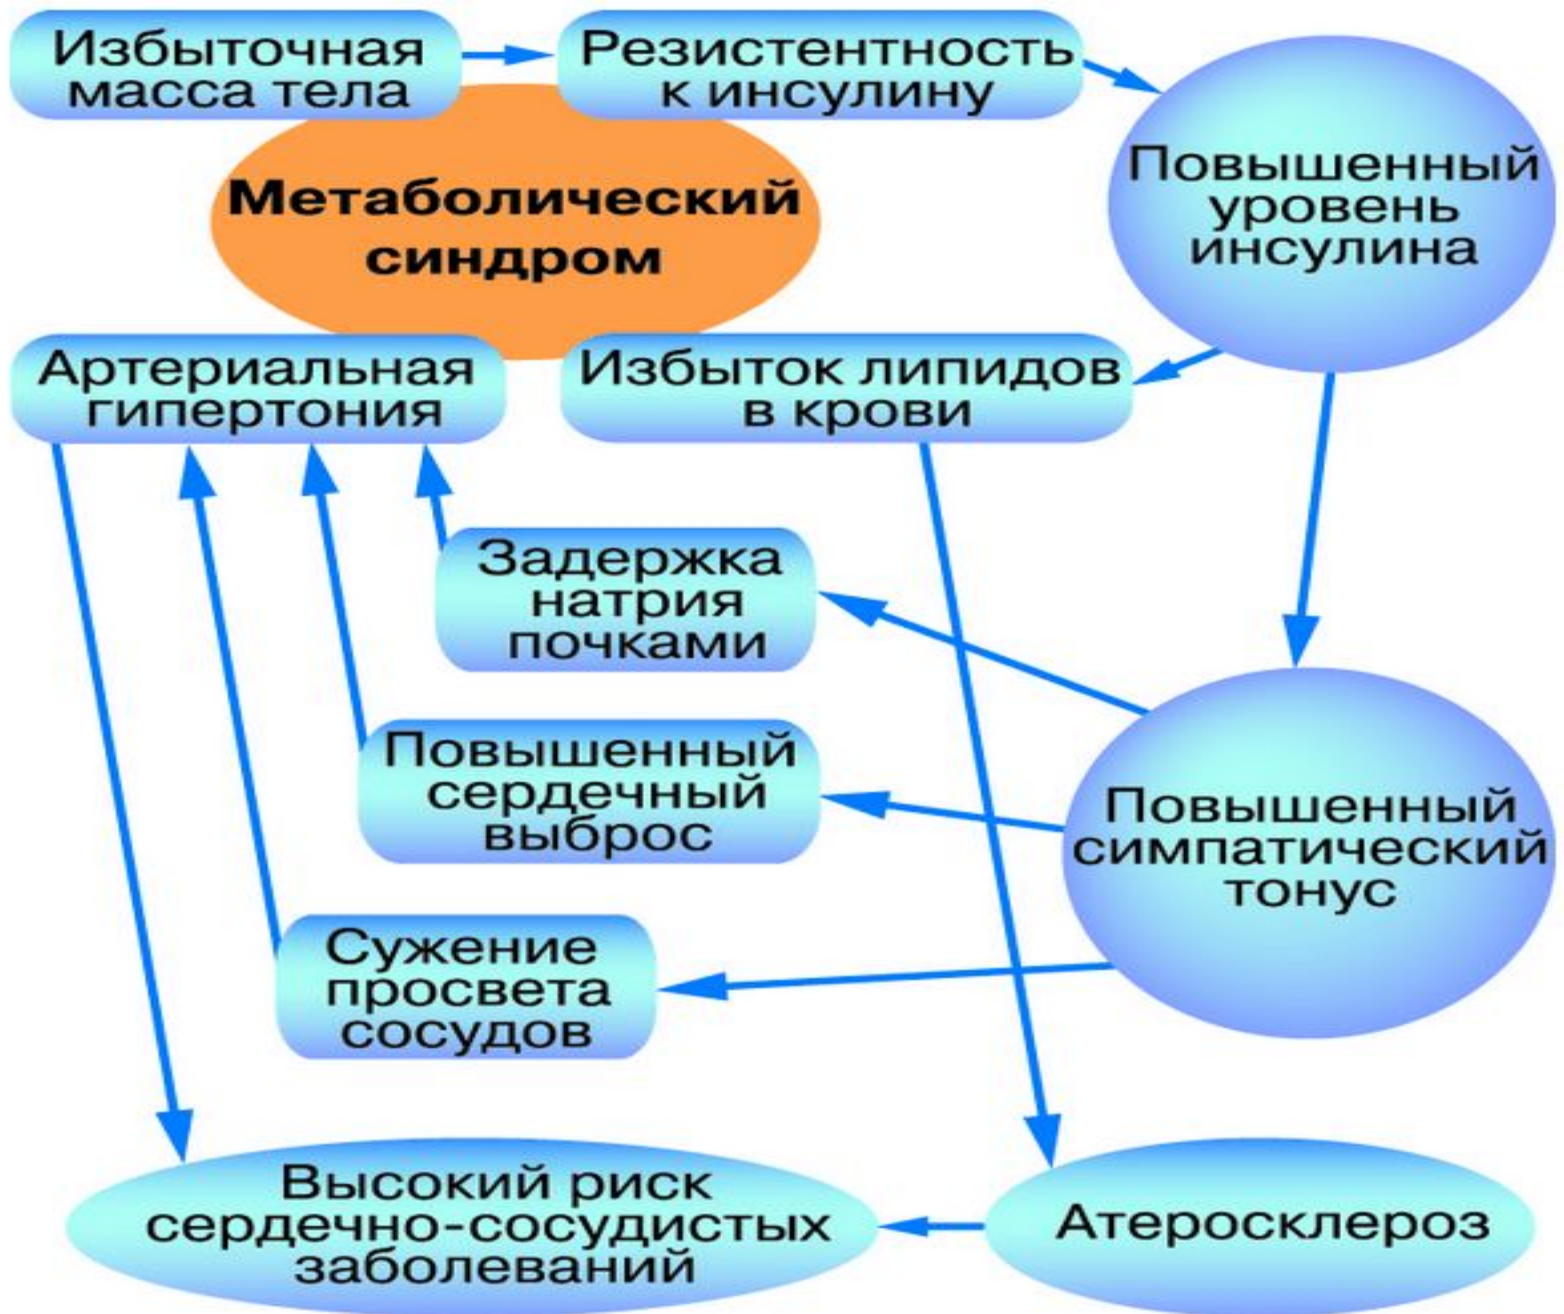 Избыточная
масса тела
Резистентность
к инсулину
Повышенный
уровень
инсулина
Метаболический
синдром
Артериальная
гипертония
Избыток липидов
в крови
Задержка
натрия
почками
Повышенный
сердечный
выброс
Повышенный
симпатический
тонус
Сужение
просвета
сосудов
Высокий риск
сердечно-сосудистых
заболеваний
Атеросклероз